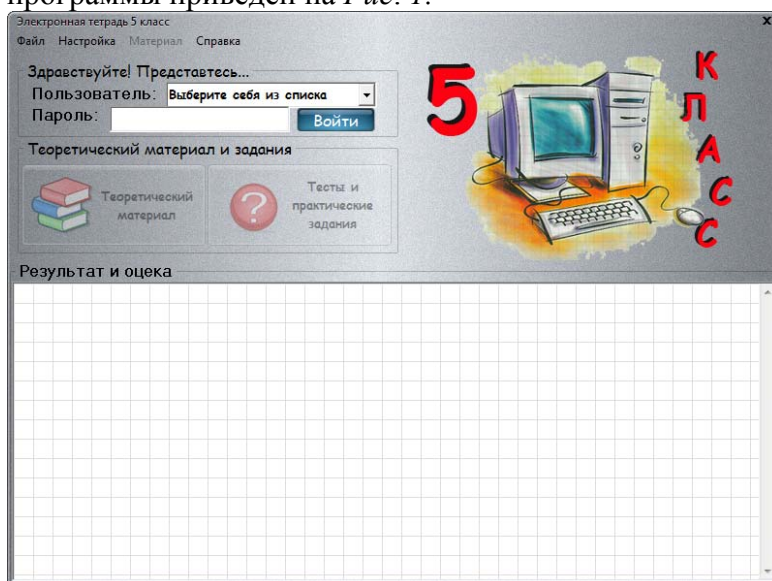 программы приведен на Рис. 1.
Электронная тетрадь 5 класс
x
Файл Настройка Материал Справка
Здравствуйте! Представтесь...
Пользователь: Выберите себя из списка
Пароль:
Войти
Теоретический материал и задания
Теоретический
материал
?
Тесты и
практические
задания
5
К
Л
А
С
С
Результат и оцека